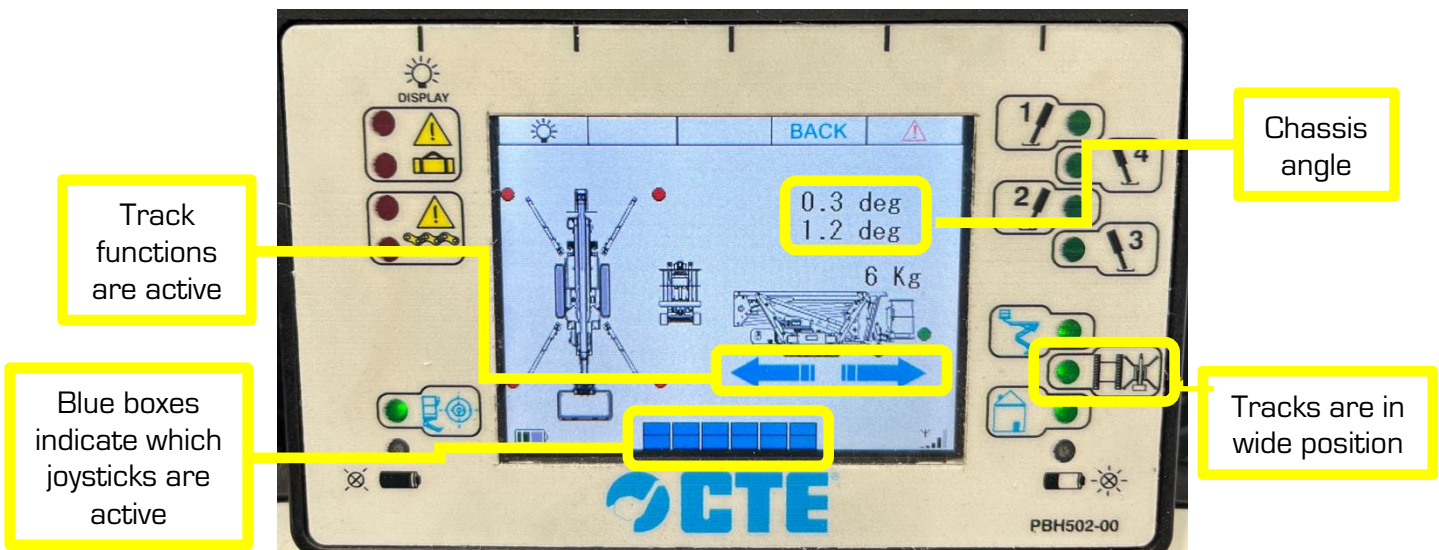 DISPLAY
BACK
1
4
2
3
0.3 deg
1.2 deg
6 Kg
Chassis
angle
Track
functions
are active
Blue boxes
indicate which
joysticks are
active
Tracks are in
wide position
CTE
PBH502-00